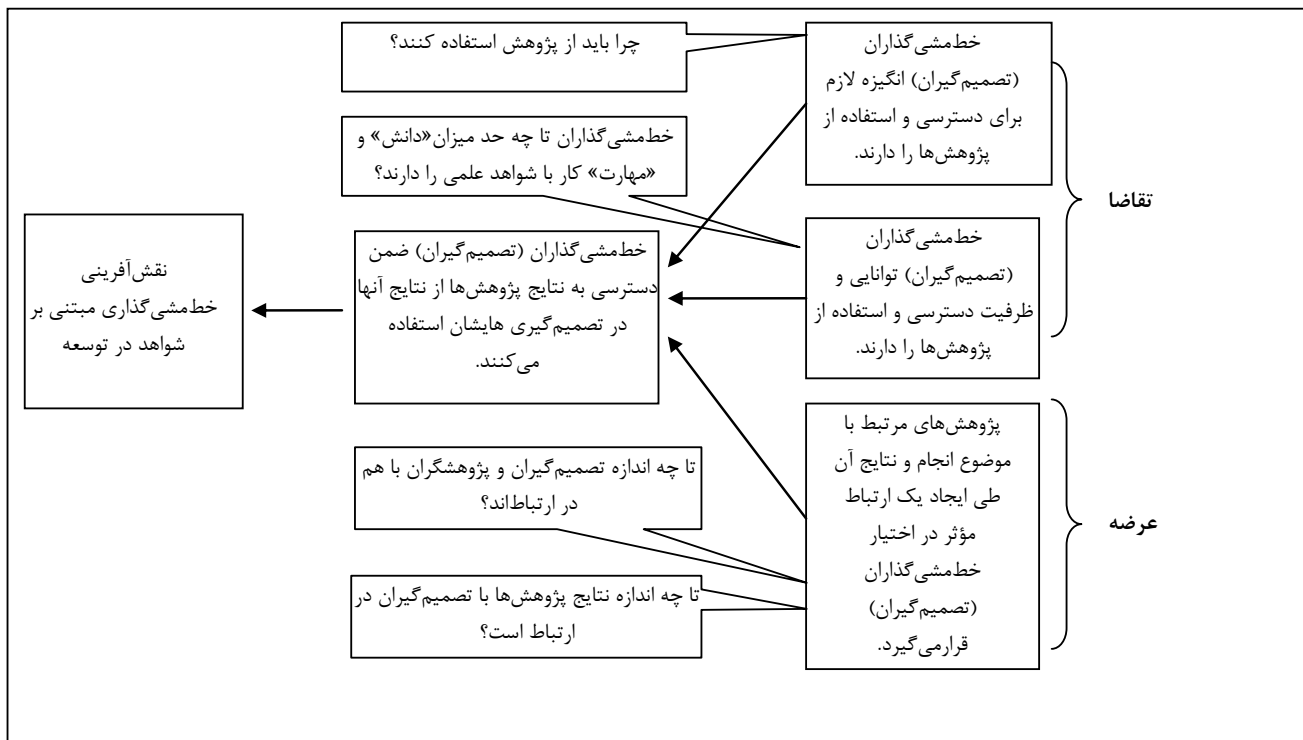 خط‌مشی‌گذاران
(تصمیم‌گیران) انگیزه لازم
برای دسترسی و استفاده از
پژوهش‌ها را دارند.
چرا باید از پژوهش استفاده کنند؟
خط‌مشی‌گذاران تا چه حد میزان«دانش» و
«مهارت» کار با شواهد علمی را دارند؟
تقاضا
خط‌مشی‌گذاران
(تصمیم‌گیران) توانایی و
ظرفیت دسترسی و استفاده از
پژوهش‌ها را دارند.
خط‌مشی‌گذاران (تصمیم‌گیران) ضمن
دسترسی به نتایج پژوهش‌ها از نتایج آنها
در تصمیم‌گیری هایشان استفاده
می‌کنند.
نقش‌آفرینی
خط‌مشی‌گذاری مبتنی بر
شواهد در توسعه
پژوهش‌های مرتبط با
موضوع انجام و نتایج آن
طی ایجاد یک ارتباط
مؤثر در اختیار
خط‌مشی‌گذاران
(تصمیم‌گیران)
قرارمی‌گیرد.
عرضه
تا چه اندازه تصمیم‌گیران و پژوهشگران با هم
در ارتباط‌اند؟
تا چه اندازه نتایج پژوهش‌ها با تصمیم‌گیران در
ارتباط است؟